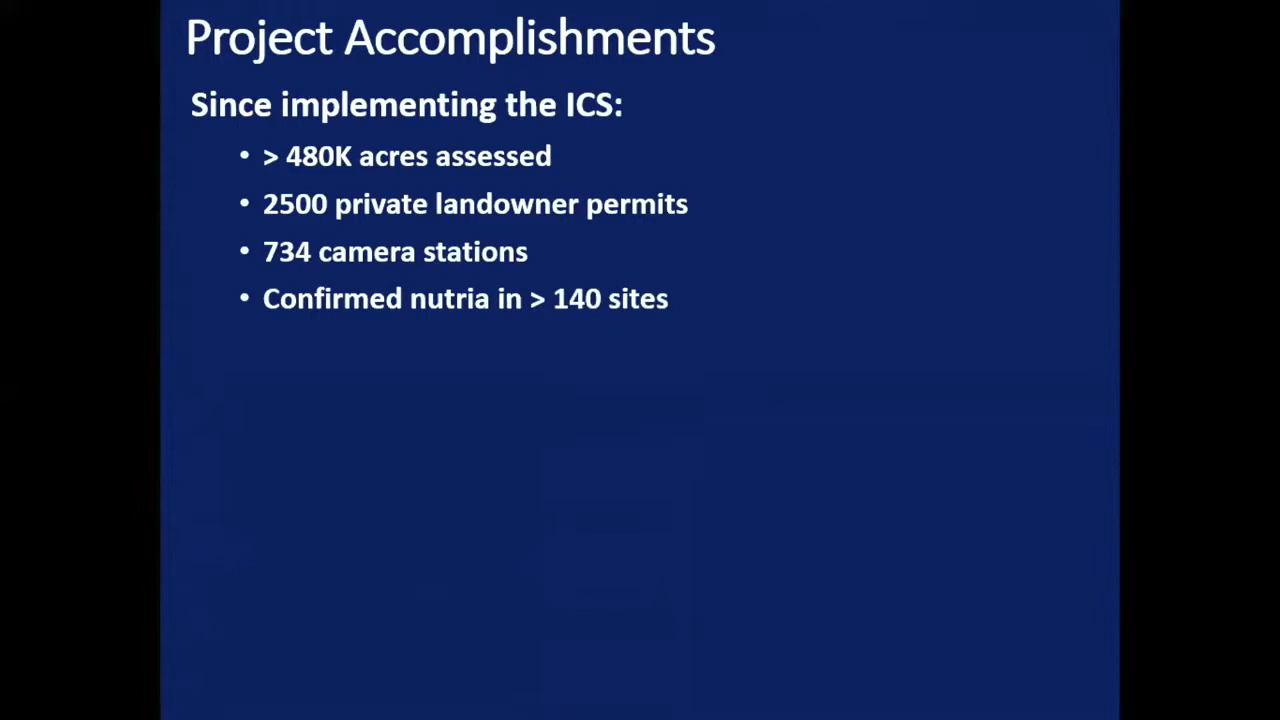 Project Accomplishments
Since implementing the ICS:
• > 480K acres assessed
• 2500 private landowner permits
• 734 camera stations
• Confirmed nutria in > 140 sites